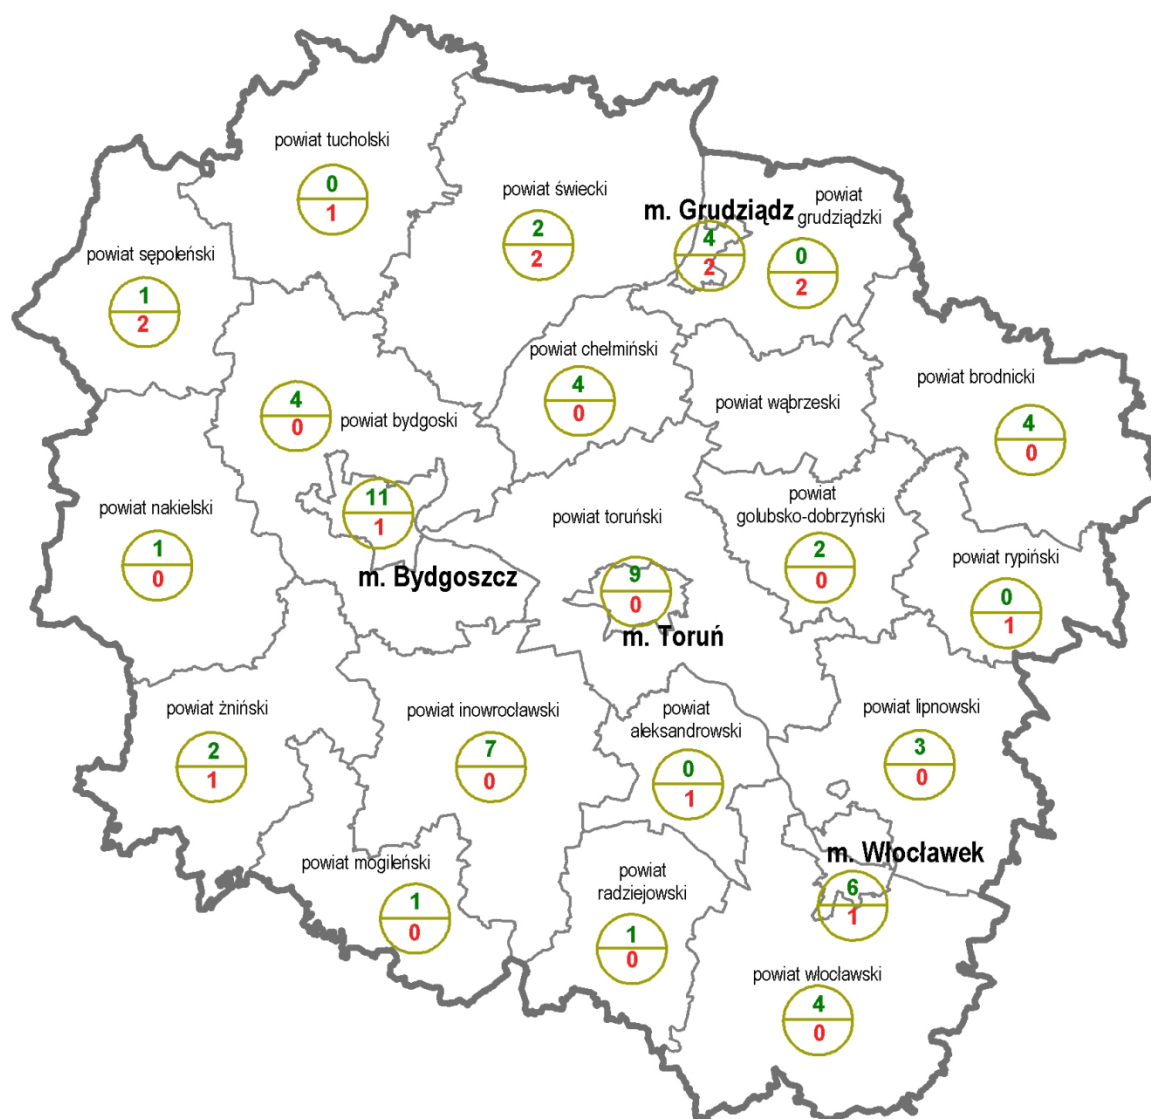 powiat tucholski
0
1
powiat świecki
2
2
m. Grudziądz
4
2
powiat
grudziądzki
0
2
powiat sępoleński
1
2
powiat chełmiński
4
0
powiat brodnicki
4
0
powiat wąbrzeski
4
0
powiat bydgoski
11
1
m. Bydgoszcz
powiat nakielski
1
0
powiat toruński
9
0
m. Toruń
powiat
golubsko-dobrzyński
2
0
powiat rypiński
0
1
powiat żniński
2
1
powiat inowrocławski
7
0
powiat
aleksandrowski
0
1
powiat lipnowski
3
0
m. Włocławek
6
1
powiat mogileński
1
0
powiat
radziejowski
1
0
powiat włocławski
4
0